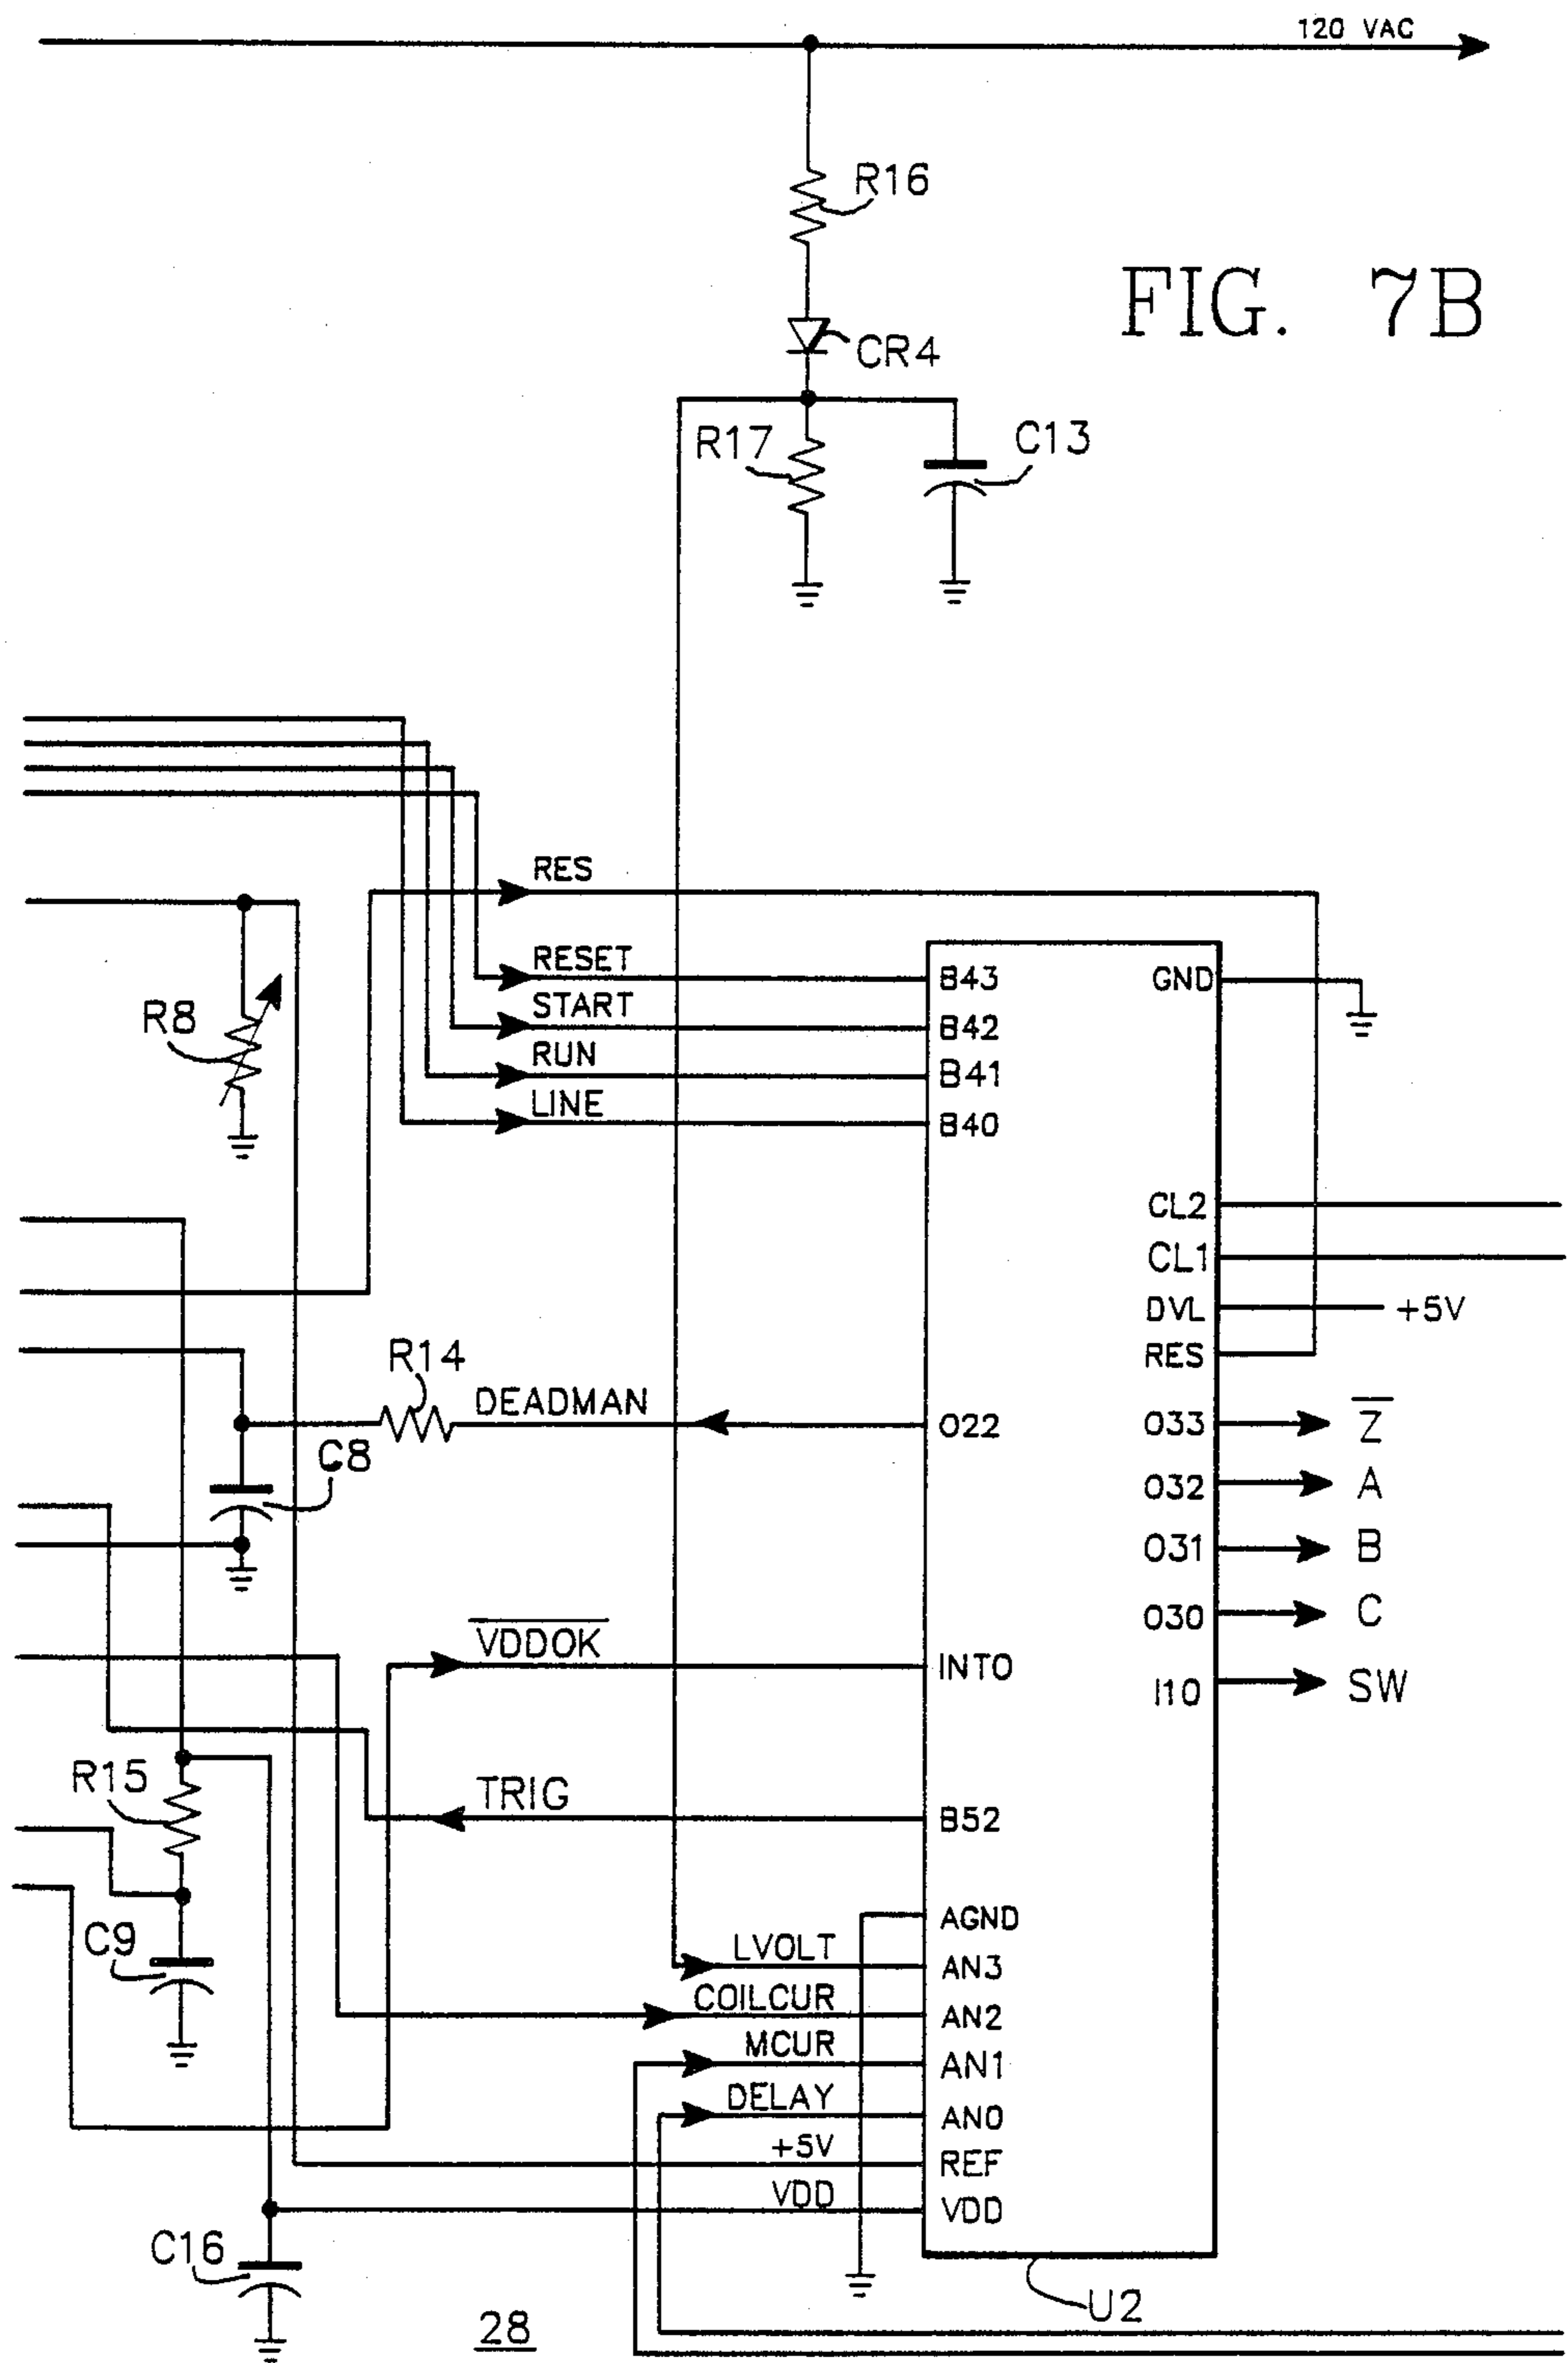 120 VAC
R16
FIG. 7B
CR4
R17
C13
RES
RESET
B43
GND
START
B42
R8
RUN
B41
LINE
B40
CL2
CL1
DVL
+5V
RES
R14
DEADMAN
O22
O33
Z
C8
O32
A
O31
B
O30
C
VDDOK
INTO
I10
SW
R15
TRIG
B52
AGND
C9
LVOLT
AN3
COILCUR
AN2
MCUR
AN1
DELAY
AN0
+5V
REF
VDD
VDD
C16
U2
28